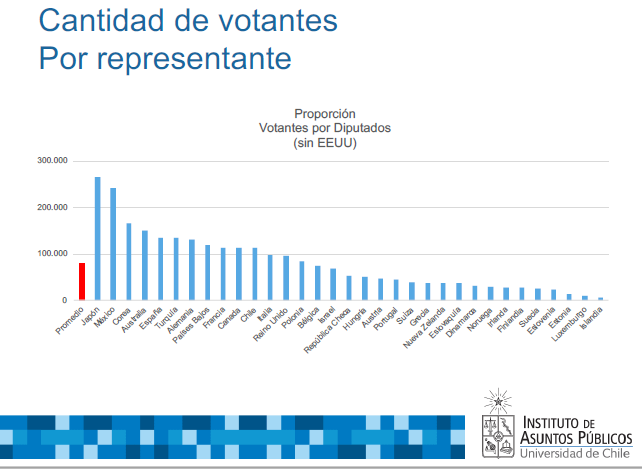 Cantidad de votantes
Por representante
Proporción
Votantes por Diputados
(sin EEUU)
300.000
200.000
100.000
0
Promedio
Japón
México
Corea
Australia
España
Turquía
Alemania
Países Bajos
Francia
Canada
Chile
Italia
Reino Unido
Polonia
Bélgica
Israel
República Checa
Hungría
Austria
Portugal
Suiza
Grecia
Nueva Zelanda
Eslovaquía
Dinamarca
Noruega
Irlanda
Finlandia
Suecia
Eslovenia
Estonia
Luxemburgo
Islandia
INSTITUTO DE
ASUNTOS PÚBLICOS
Universidad de Chile